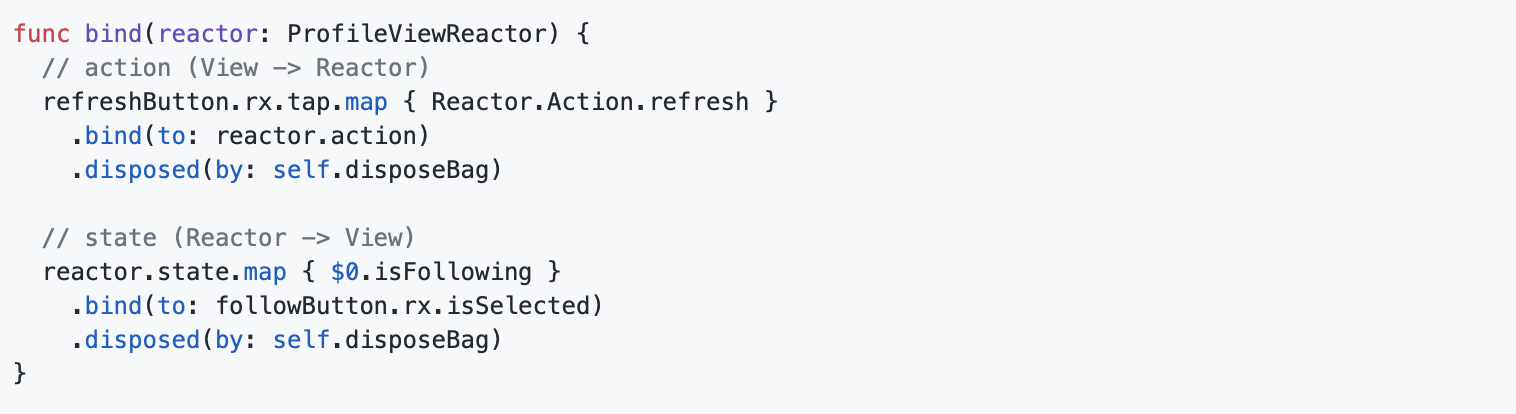 func bind(reactor: ProfileViewReactor) {
  // action (View -> Reactor)
  refreshButton.rx.tap.map { Reactor.Action.refresh }
    .bind(to: reactor.action)
    .disposed(by: self.disposeBag)

  // state (Reactor -> View)
  reactor.state.map { $0.isFollowing }
    .bind(to: followButton.rx.isSelected)
    .disposed(by: self.disposeBag)
}